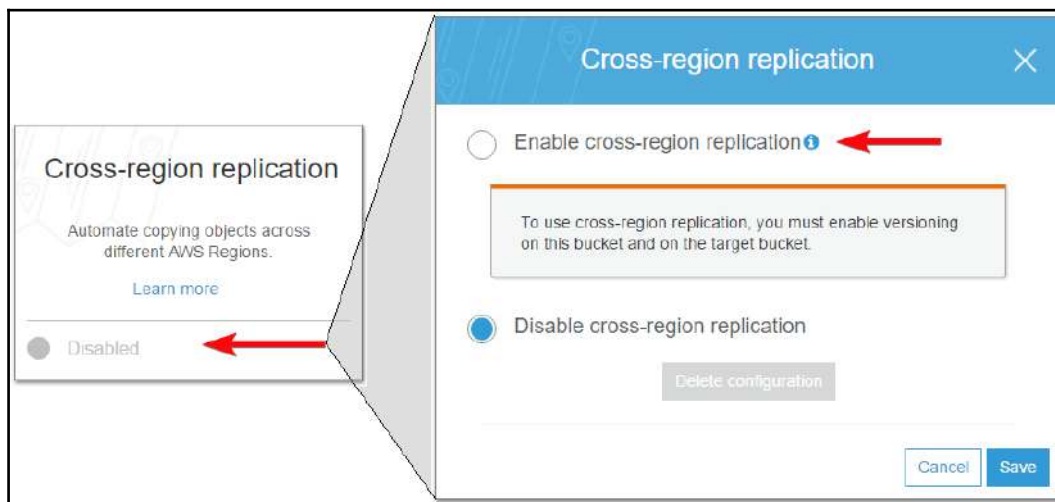 Cross-region replication
Automate copying objects across
different AWS Regions.
Learn more
Disabled
Cross-region replication
Enable cross-region replication
To use cross-region replication, you must enable versioning
on this bucket and on the target bucket.
Disable cross-region replication
Delete configuration
Cancel
Save